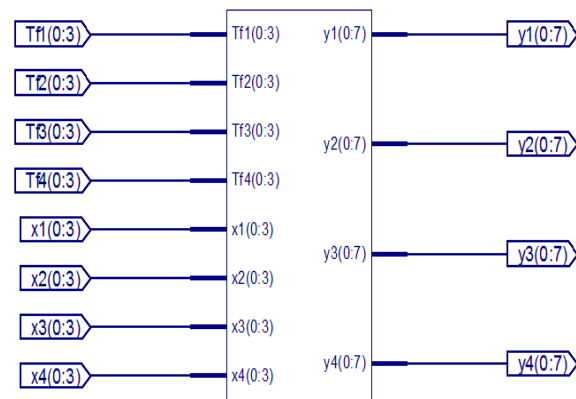 Tf1(0:3) Tf1(0:3) y1(0:7) y1(0:7)
Tf2(0:3) Tf2(0:3)
Tf3(0:3) Tf3(0:3) y2(0:7) y2(0:7)
Tf4(0:3) Tf4(0:3)
x1(0:3) x1(0:3)
x2(0:3) x2(0:3) y3(0:7) y3(0:7)
x3(0:3) x3(0:3)
x4(0:3) x4(0:3) y4(0:7) y4(0:7)